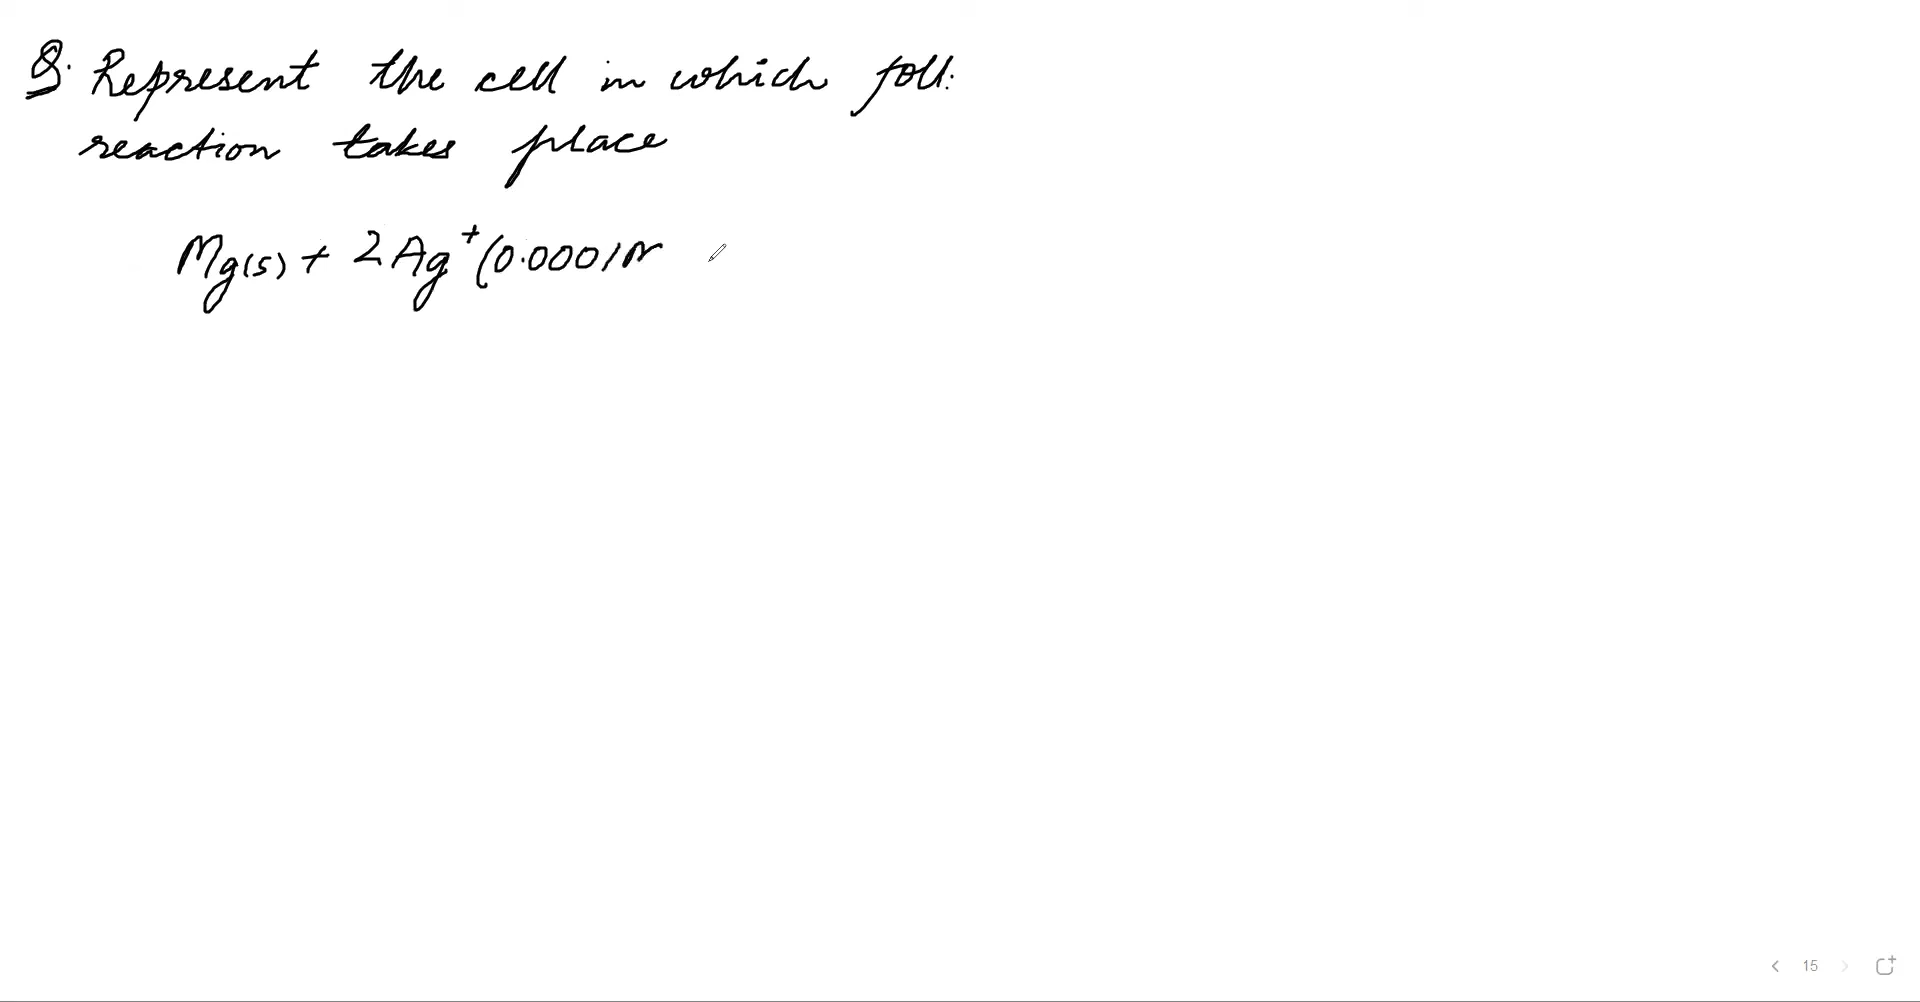 Q. Represent the cell in which foll.
reaction takes place
Mg(s) + 2Ag⁺(0.0001M
15